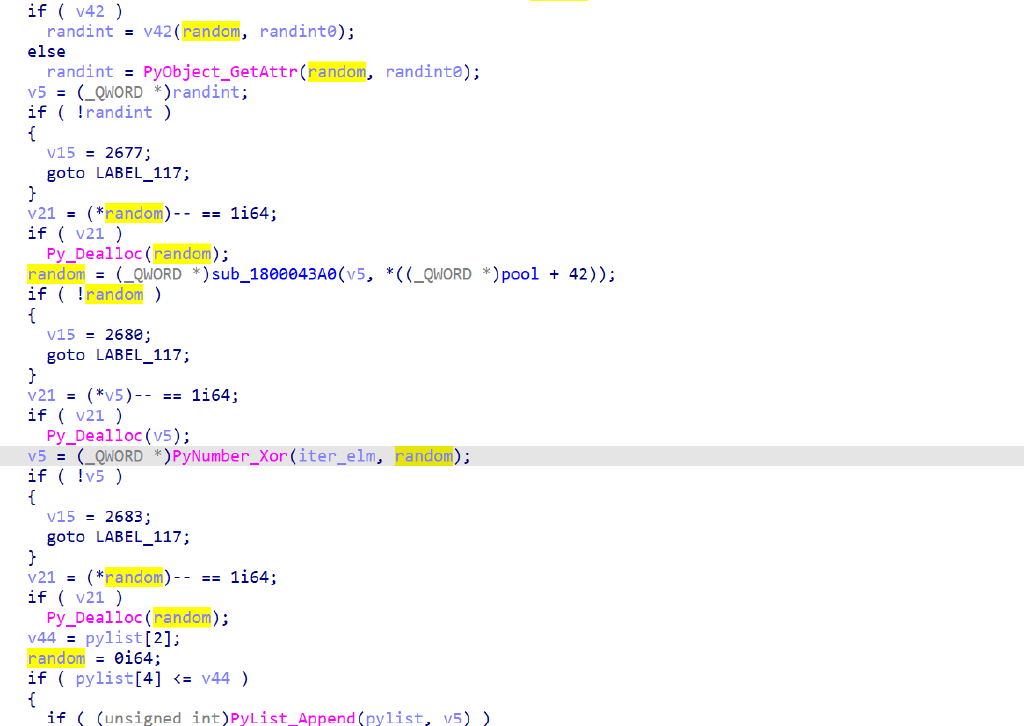 if ( v42 )
randint = v42(random, randint0);
else
randint = PyObject_GetAttr(random, randint0);
v5 = (_QWORD *)randint;
if ( !randint )
{
v15 = 2677;
goto LABEL_117;
}
v21 = (*random)-- == 1i64;
if ( v21 )
Py_Dealloc(random);
random = (_QWORD *)sub_1800043A0(v5, *((_QWORD *)pool + 42));
if ( !random )
{
v15 = 2680;
goto LABEL_117;
}
v21 = (*v5)-- == 1i64;
if ( v21 )
Py_Dealloc(v5);
v5 = (_QWORD *)PyNumber_Xor(iter_elm, random);
if ( !v5 )
{
v15 = 2683;
goto LABEL_117;
}
v21 = (*random)-- == 1i64;
if ( v21 )
Py_Dealloc(random);
v44 = pylist[2];
random = 0i64;
if ( pylist[4] <= v44 )
{
if ( (unsigned int)PyList_Append(pylist, v5) )